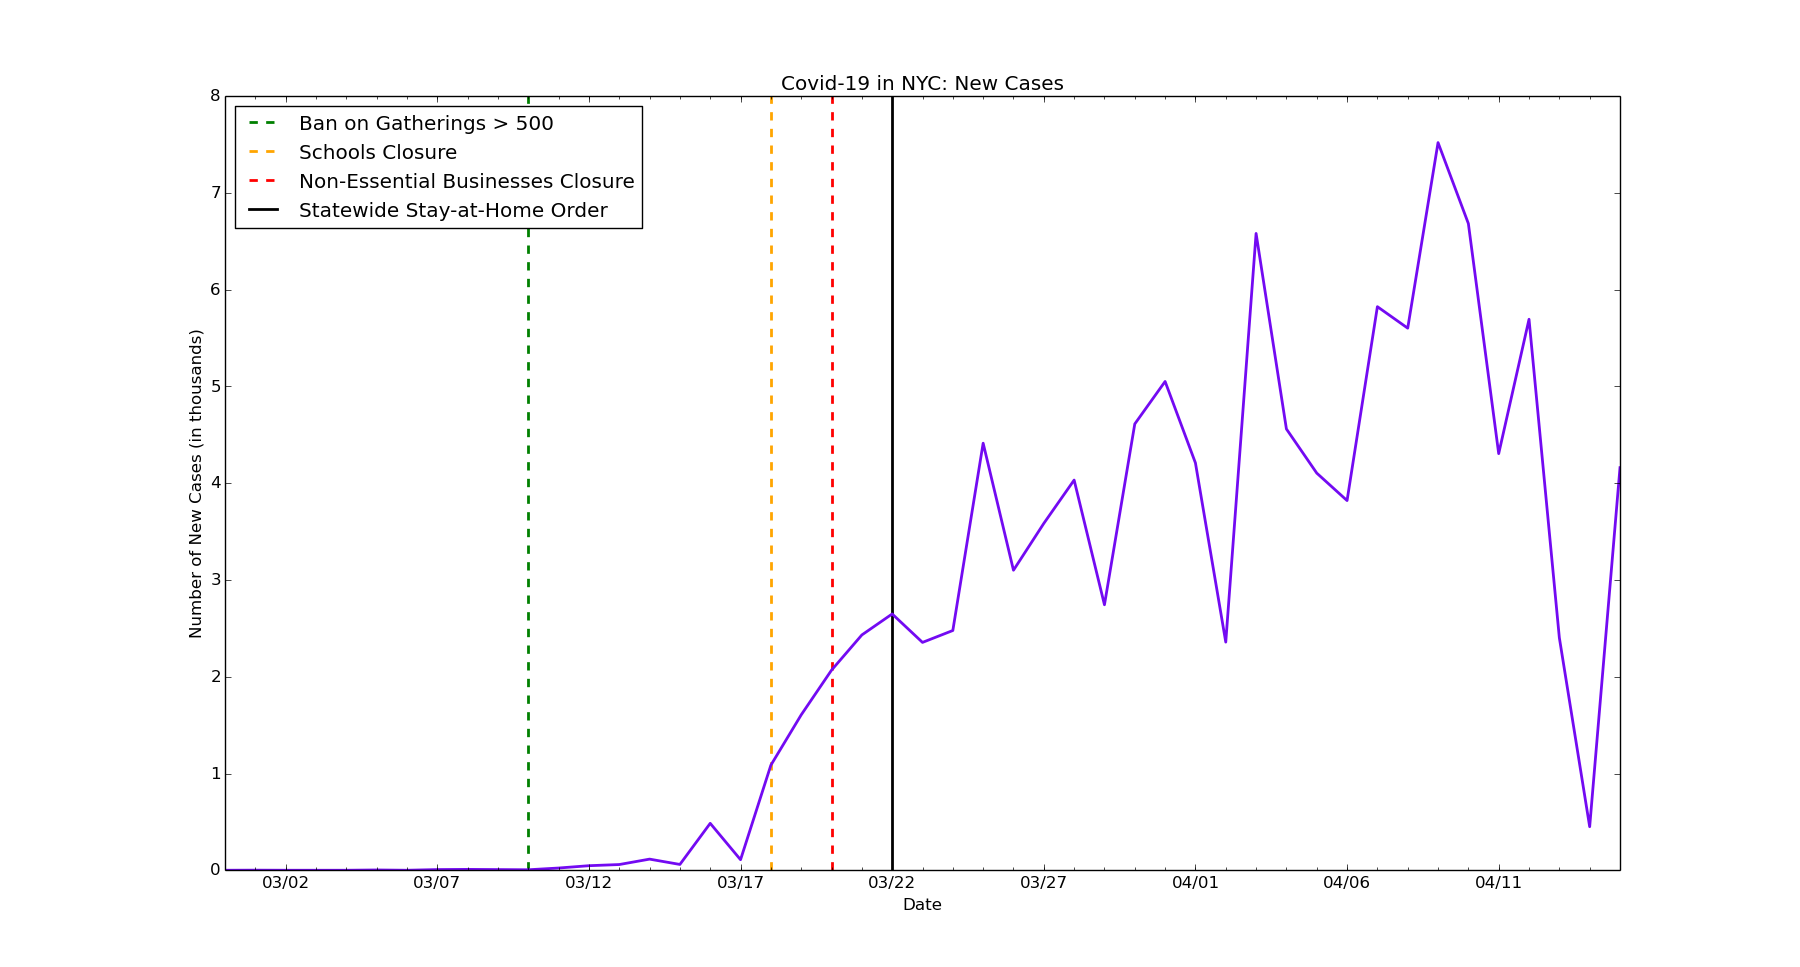 Covid-19 in NYC: New Cases
Ban on Gatherings > 500
Schools Closure
Non-Essential Businesses Closure
Statewide Stay-at-Home Order
Number of New Cases (in thousands)
8
7
6
5
4
3
2
1
0
03/02 03/07 03/12 03/17 03/22 03/27 04/01 04/06 04/11
Date